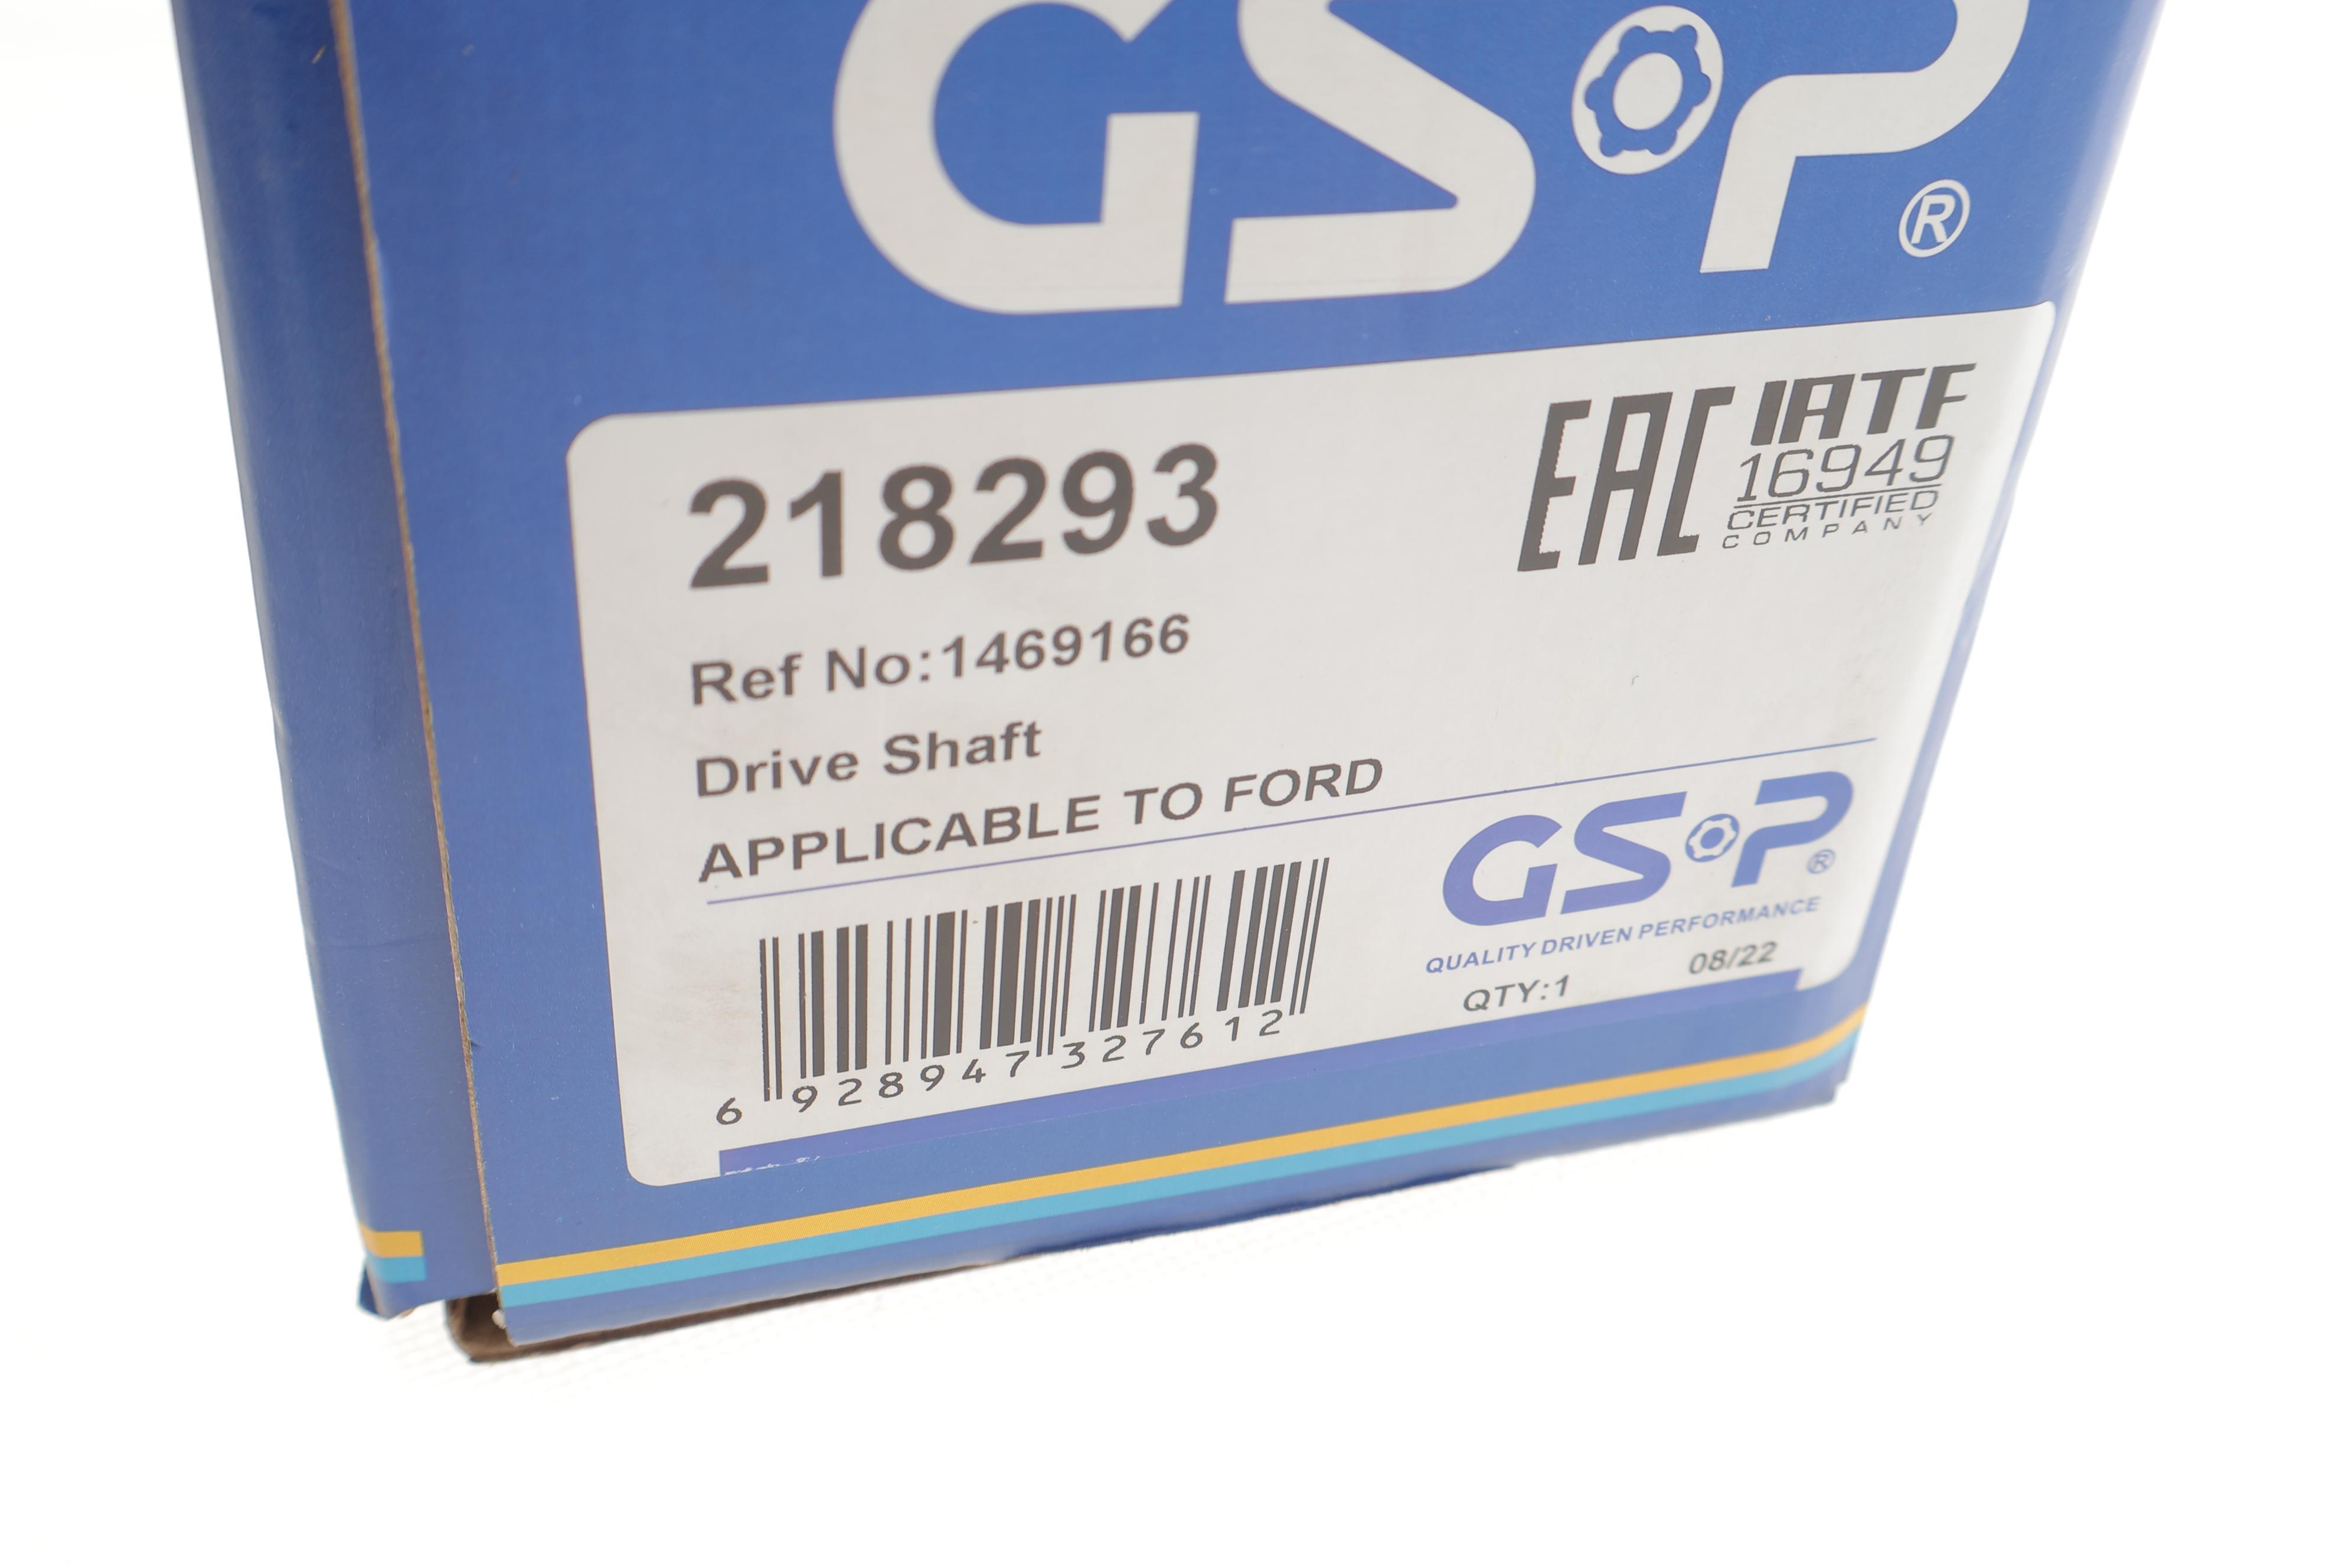 GSP®
218293
EAC
IATF
16949
CERTIFIED
COMPANY
Ref No:1469166
Drive Shaft
APPLICABLE TO FORD
GSP®
QUALITY DRIVEN PERFORMANCE
QTY:1 08/22
6 928947 327612